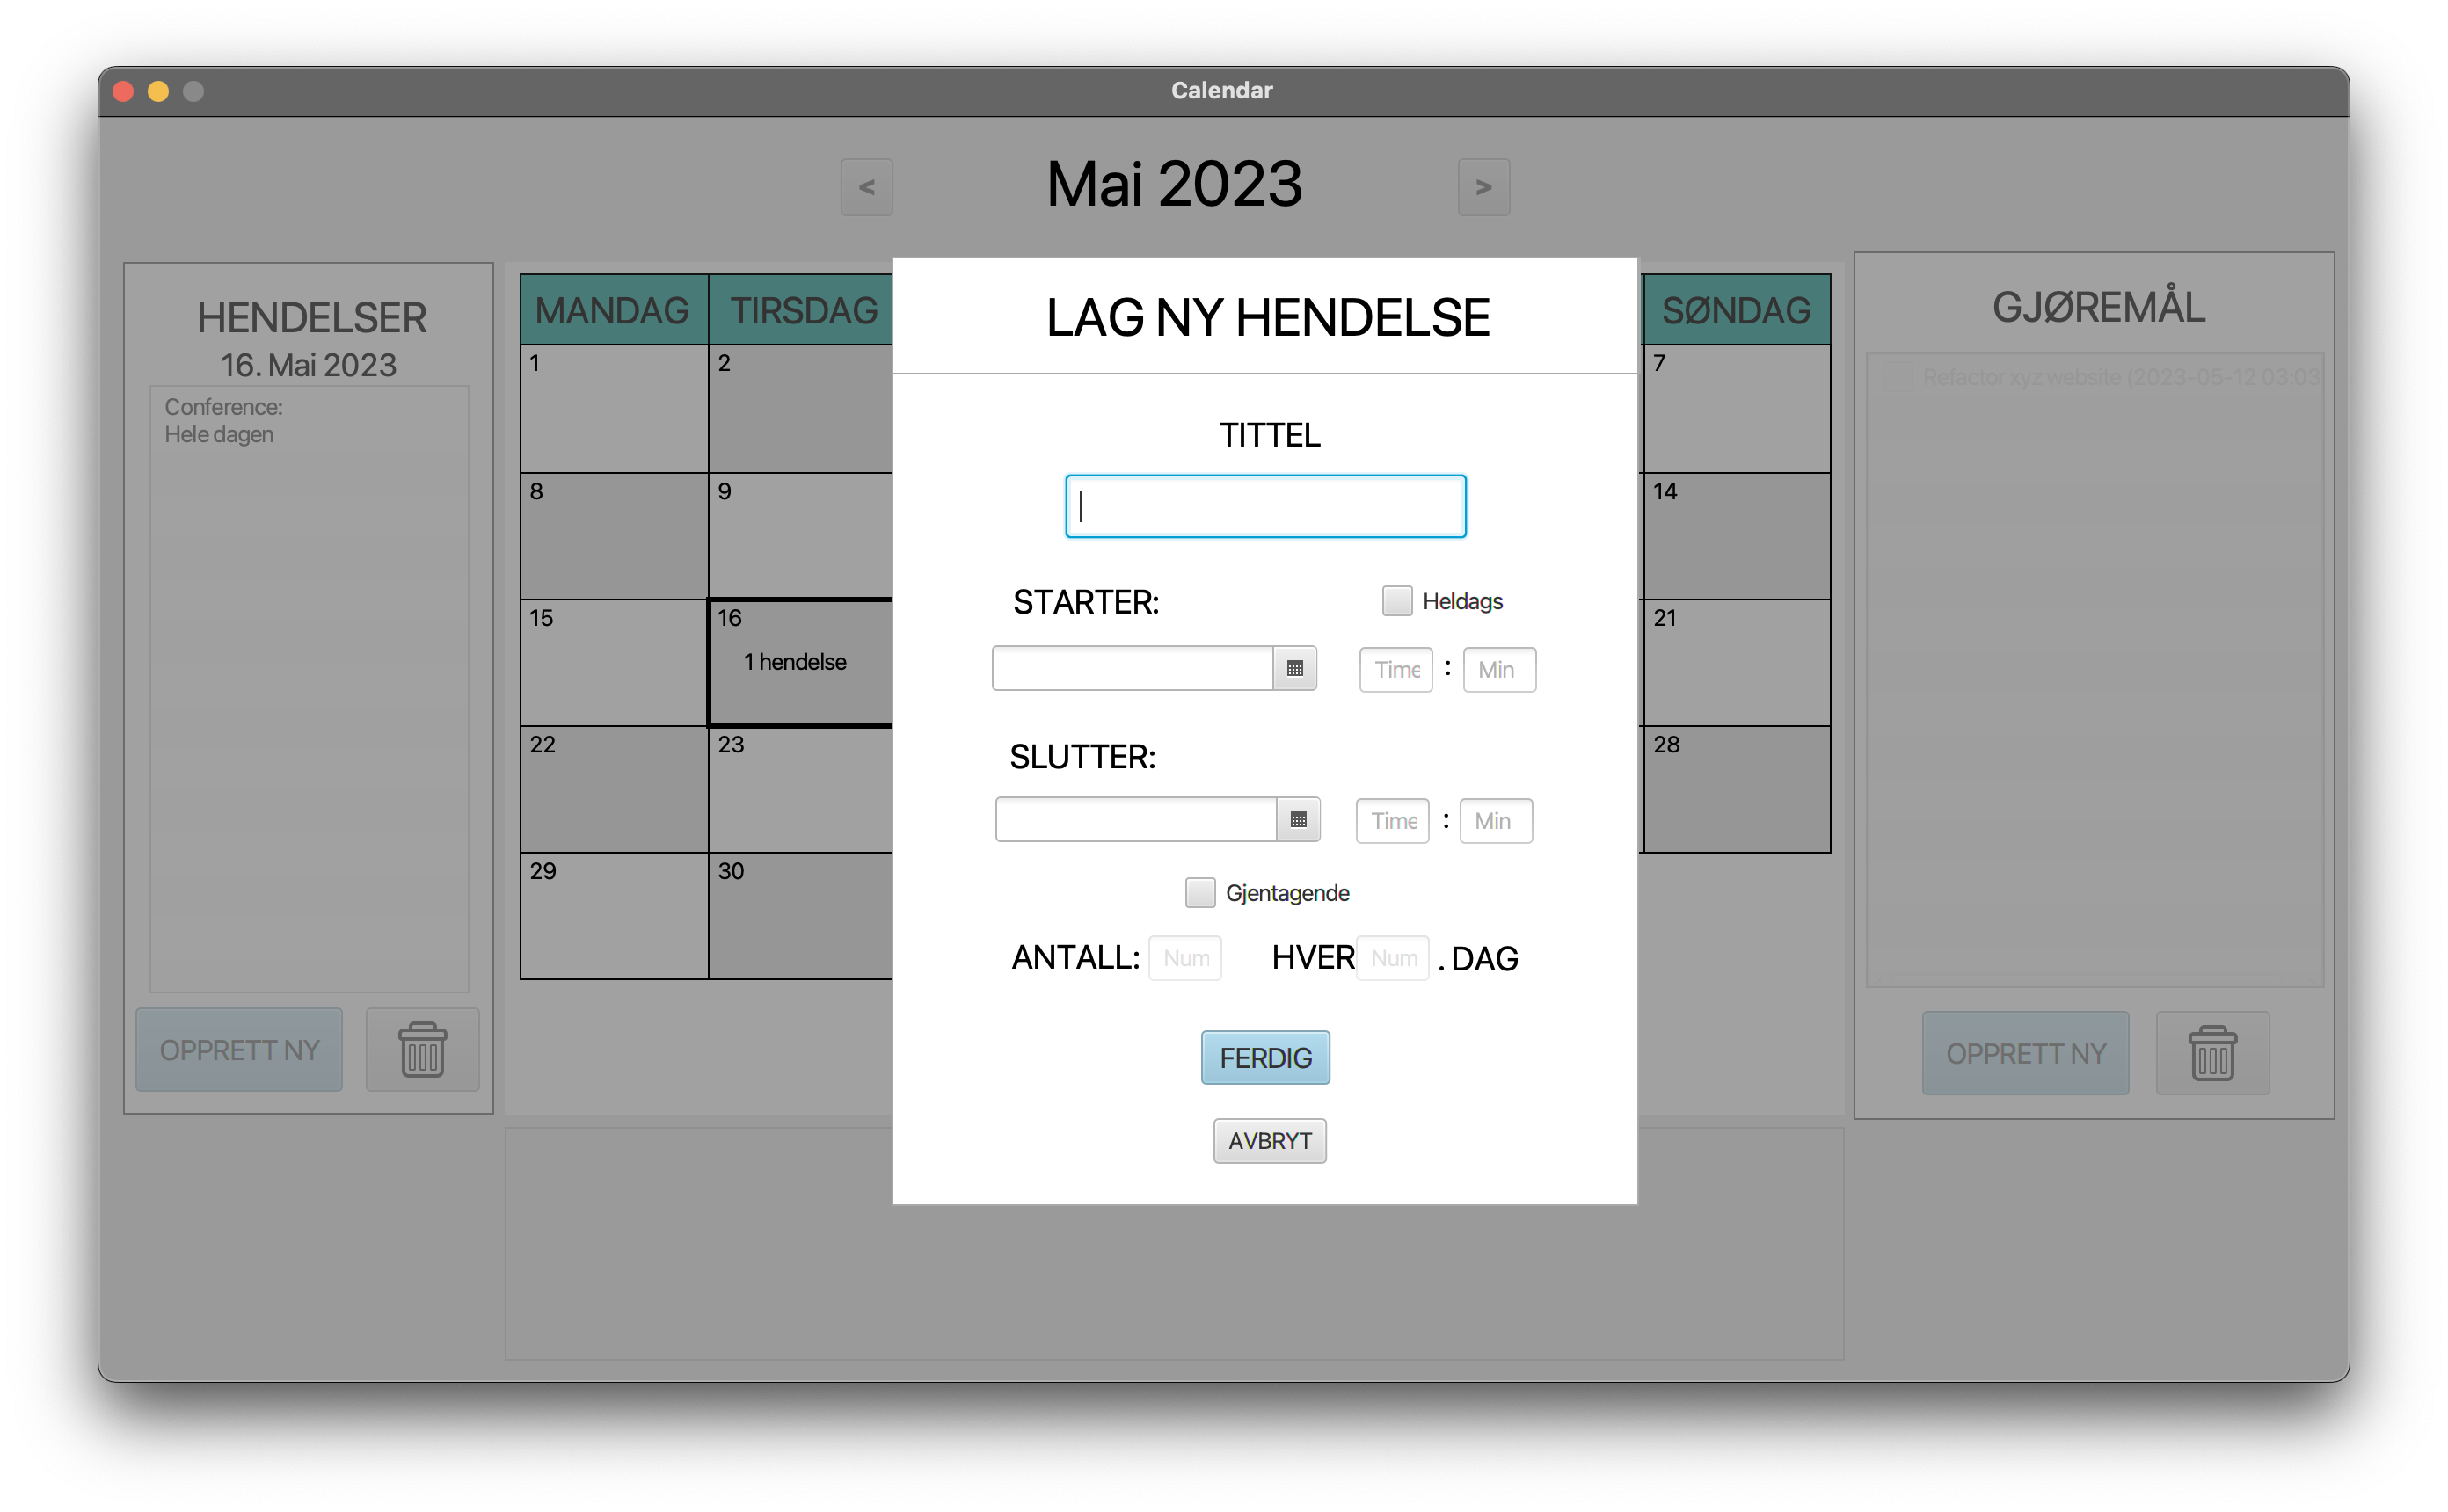 Calendar
<
Mai 2023
>
HENDELSER
16. Mai 2023
Conference:
Hele dagen
OPPRETT NY
MANDAG
TIRSDAG
SØNDAG
1
2
7
8
9
14
15
16
1 hendelse
21
22
23
28
29
30
LAG NY HENDELSE
TITTEL
STARTER:
Heldags
Time : Min
SLUTTER:
Time : Min
Gjentagende
ANTALL: Num HVER Num . DAG
FERDIG
AVBRYT
GJØREMÅL
Refactor xyz website (2023-05-12 03:03
OPPRETT NY